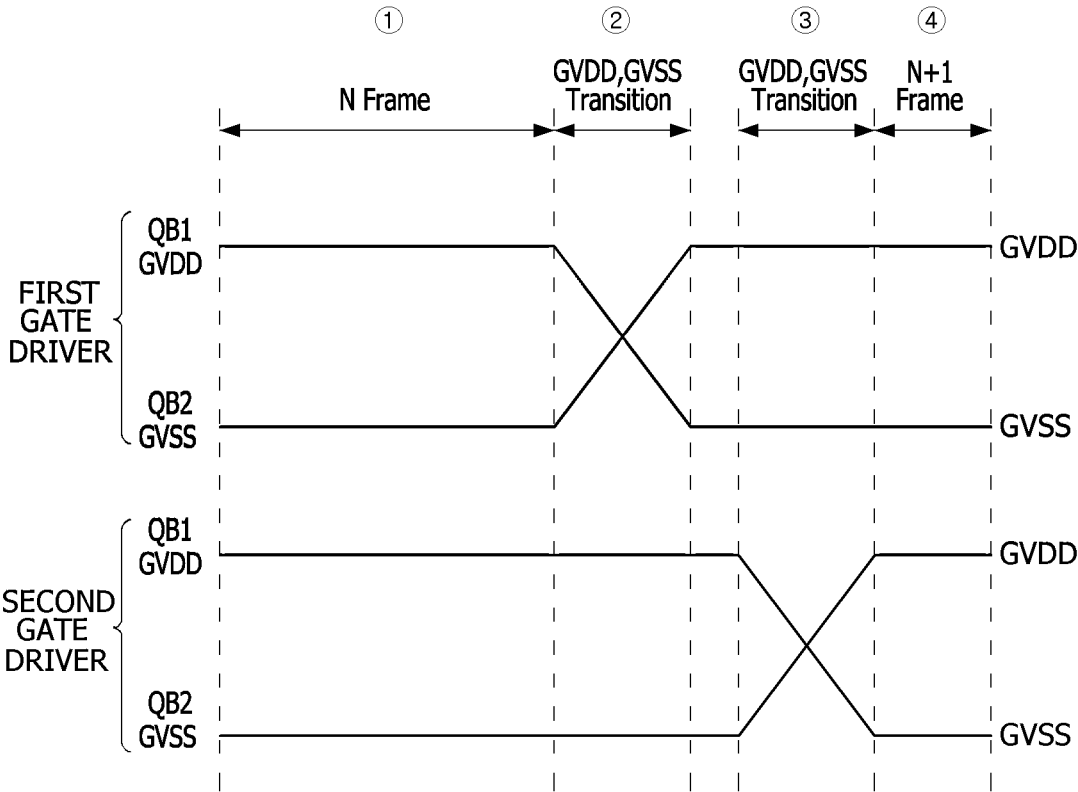 ① ② ③ ④
GVDD,GVSS GVDD,GVSS N+1
N Frame Transition Transition Frame
QB1
GVDD GVDD
FIRST
GATE
DRIVER
QB2
GVSS GVSS
QB1
GVDD GVDD
SECOND
GATE
DRIVER
QB2
GVSS GVSS